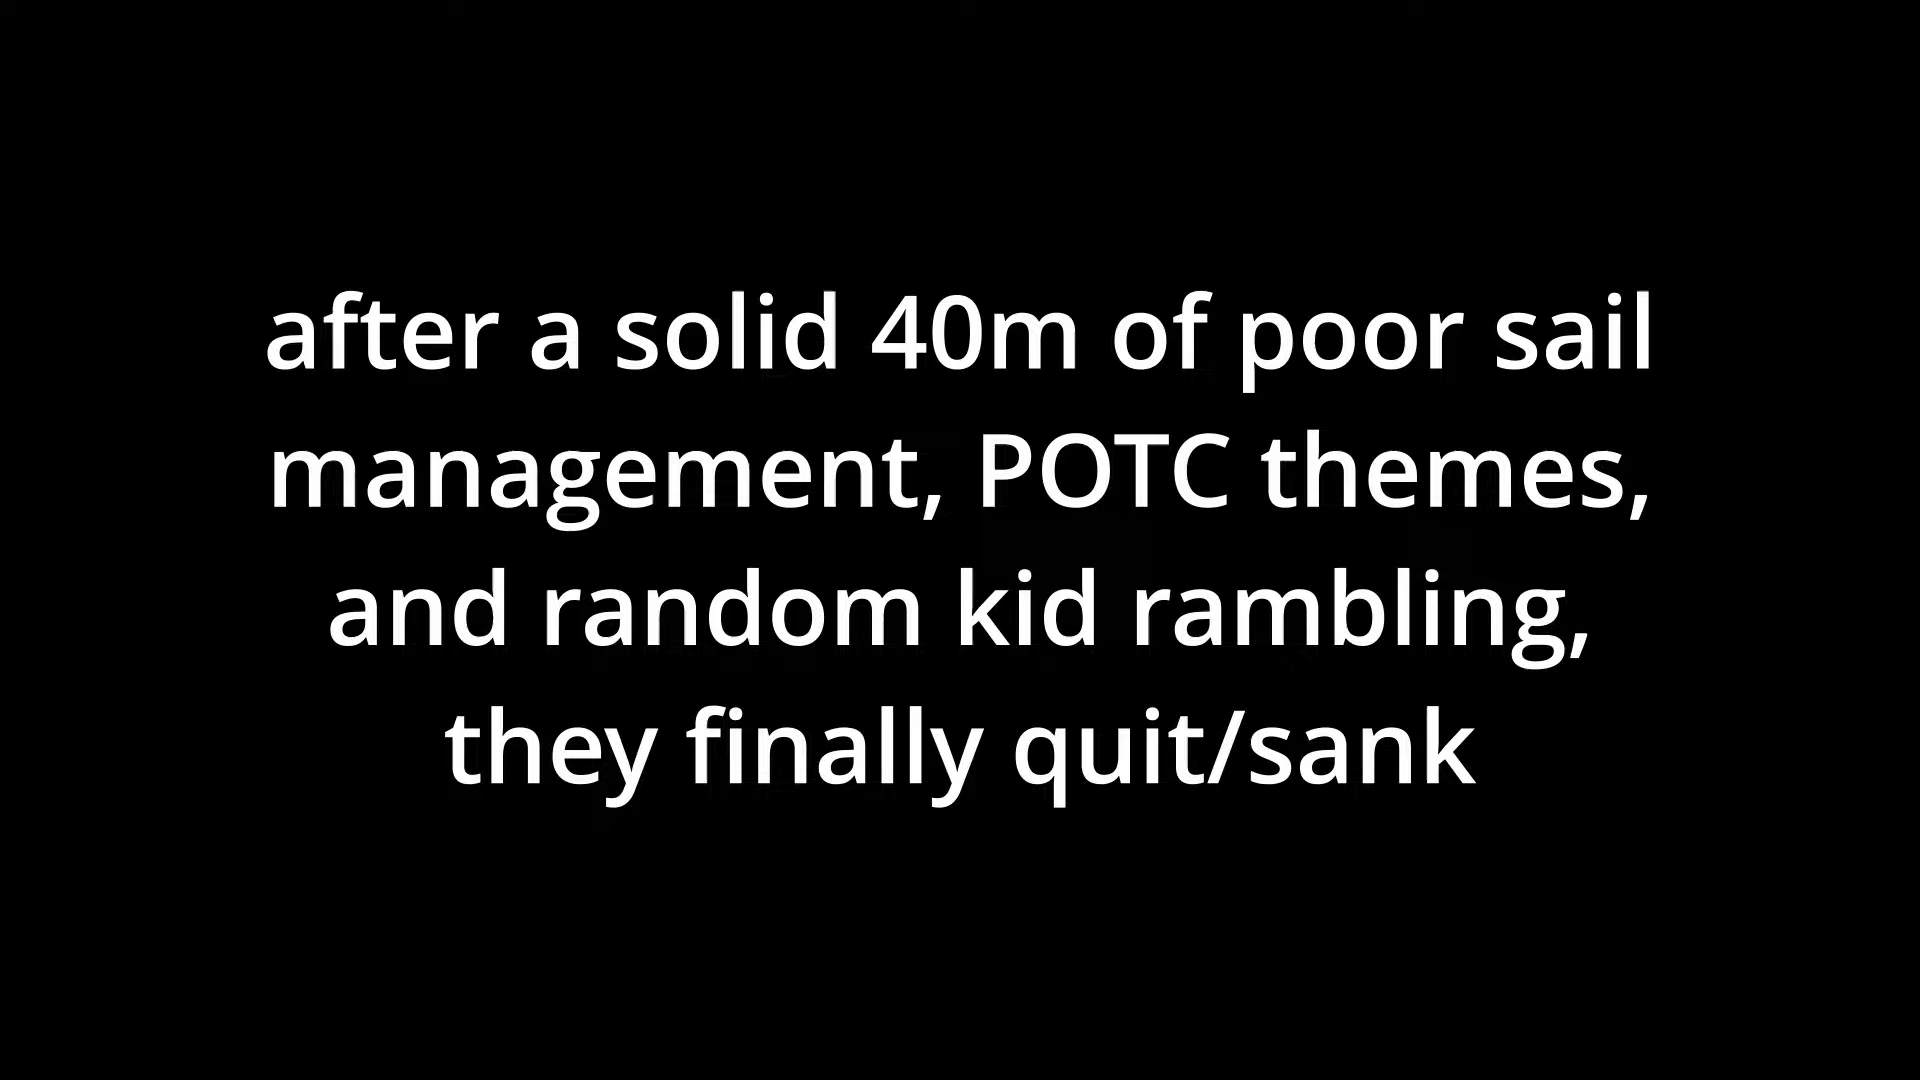 after a solid 40m of poor sail
management, POTC themes,
and random kid rambling,
they finally quit/sank